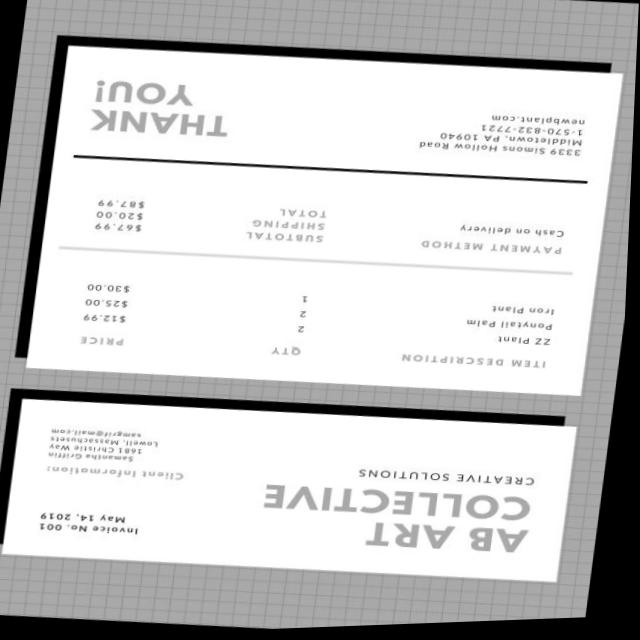 AB ART
COLLECTIVE
CREATIVE SOLUTIONS
Invoice No. 001
May 14, 2019
Client Information:
Samantha Griffin
1681 Christie Way
Lowell, Massachusets
samgrif@mail.com
ITEM DESCRIPTION QTY PRICE
ZZ Plant 2 $12.99
Ponytail Palm 2 $25.00
Iron Plant 1 $30.00
PAYMENT METHOD SUBTOTAL $67.99
Cash on delivery SHIPPING $20.00
TOTAL $87.99
3339 Simons Hollow Road
Middletown, PA 10940
1-570-832-7721
newbplant.com
THANK
YOU!